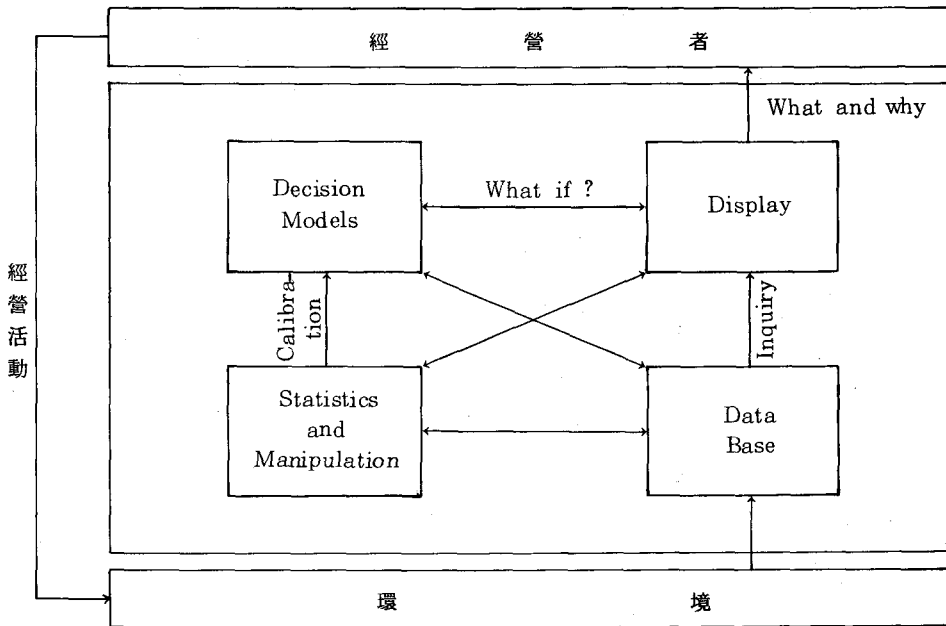 經營者
What and why
Decision
Models
What if ?
Display
經營活動
Calibra-
tion
Inquiry
Statistics
and
Manipulation
Data
Base
環境